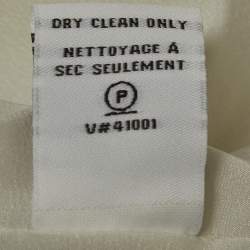 DRY CLEAN ONLY
NETTOYAGE À
SEC SEULEMENT
P
V#41001